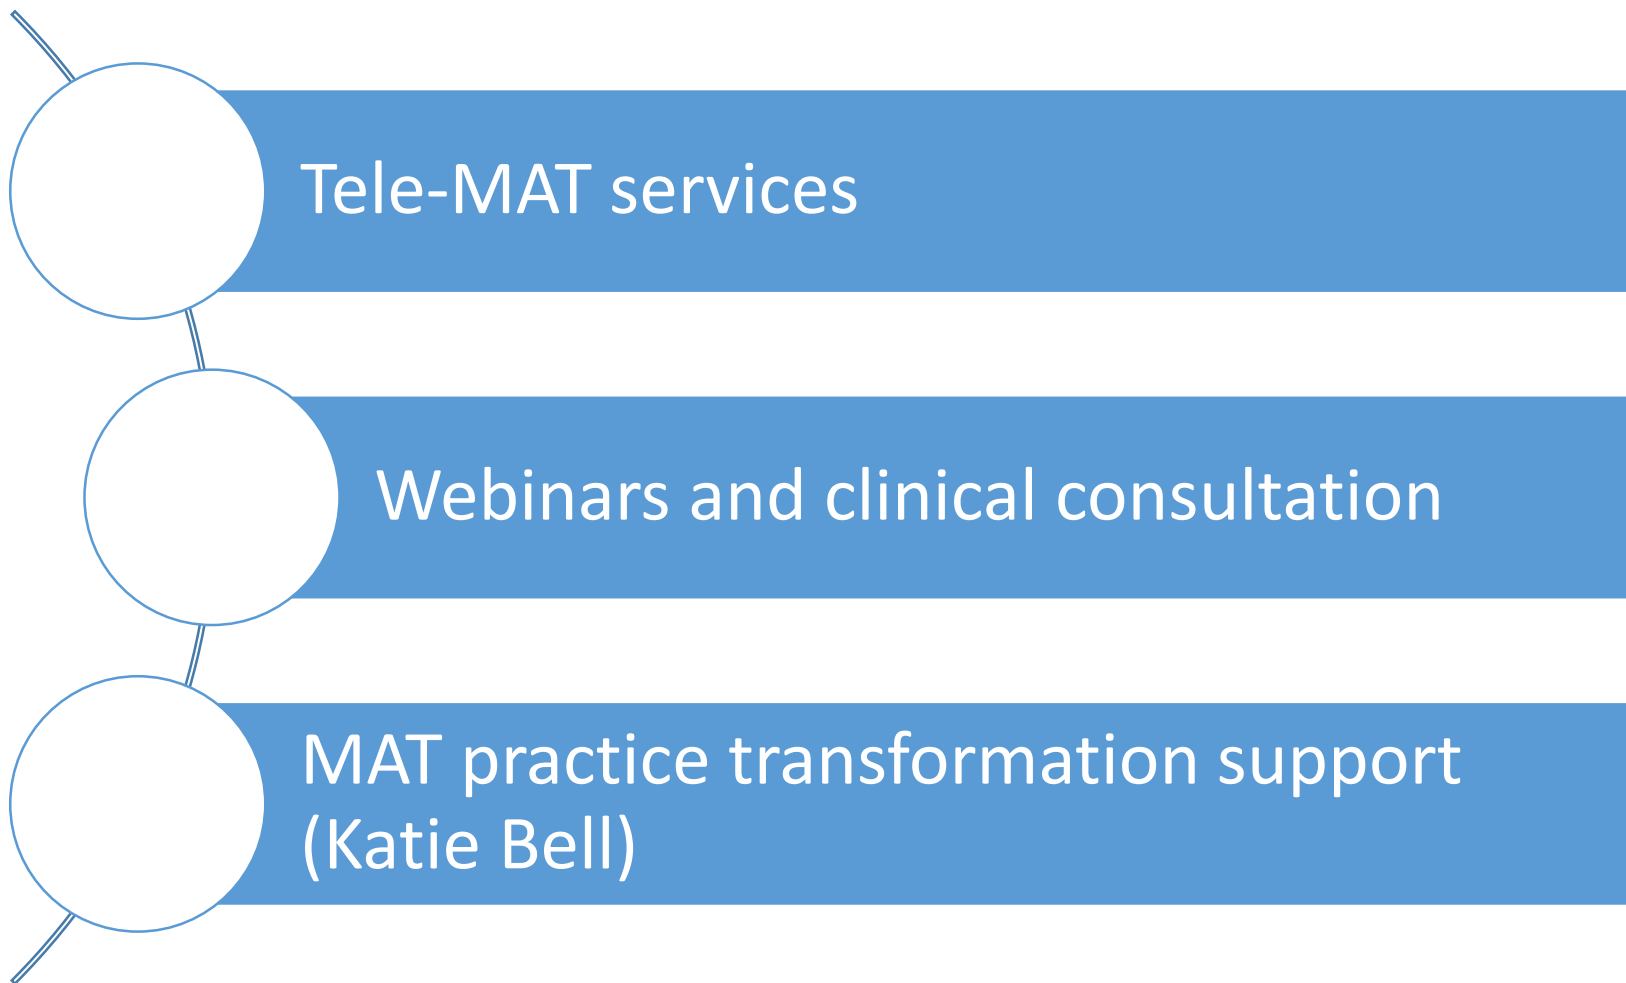 Tele-MAT services
Webinars and clinical consultation
MAT practice transformation support
(Katie Bell)